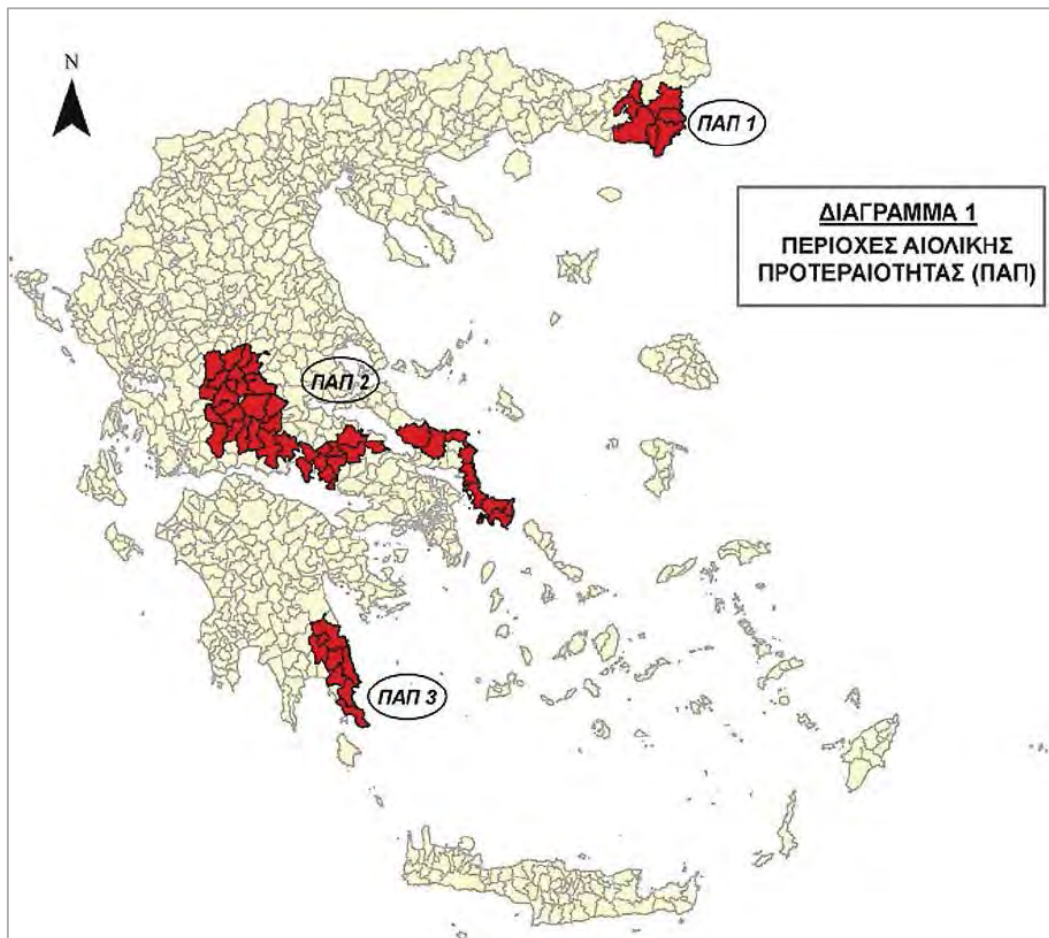 N
ΠΑΠ 1
ΔΙΑΓΡΑΜΜΑ 1
ΠΕΡΙΟΧΕΣ ΑΙΟΛΙΚΗΣ
ΠΡΟΤΕΡΑΙΟΤΗΤΑΣ (ΠΑΠ)
ΠΑΠ 2
ΠΑΠ 3